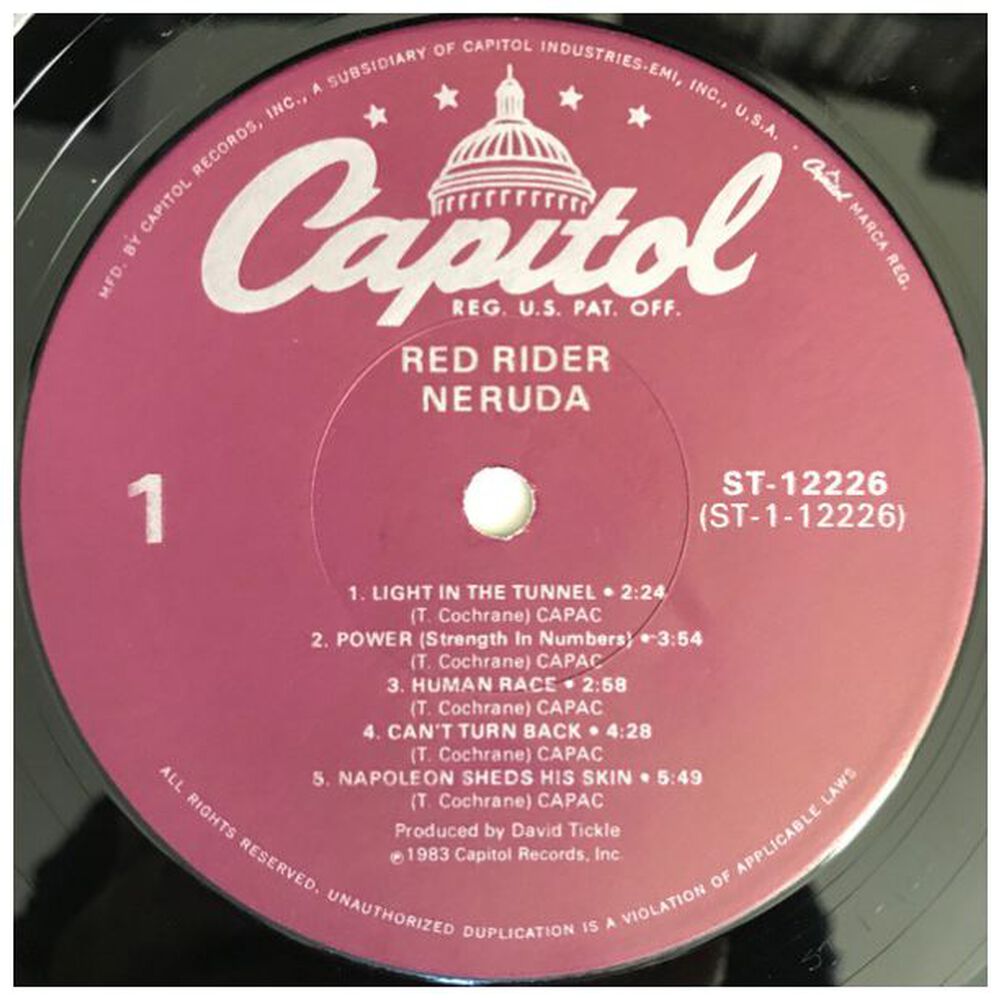 MFD. BY CAPITOL RECORDS, INC., A SUBSIDIARY OF CAPITOL INDUSTRIES-EMI, INC., U.S.A. . Capitol MARCA REG.
Capitol
REG. U.S. PAT. OFF.
RED RIDER
NERUDA
1
ST-12226
(ST-1-12226)
1. LIGHT IN THE TUNNEL • 2:24
(T. Cochrane) CAPAC
2. POWER (Strength In Numbers) • 3:54
(T. Cochrane) CAPAC
3. HUMAN RACE • 2:58
(T. Cochrane) CAPAC
4. CAN'T TURN BACK • 4:28
(T. Cochrane) CAPAC
5. NAPOLEON SHEDS HIS SKIN • 5:49
(T. Cochrane) CAPAC
Produced by David Tickle
℗1983 Capitol Records, Inc.
ALL RIGHTS RESERVED. UNAUTHORIZED DUPLICATION IS A VIOLATION OF APPLICABLE LAWS